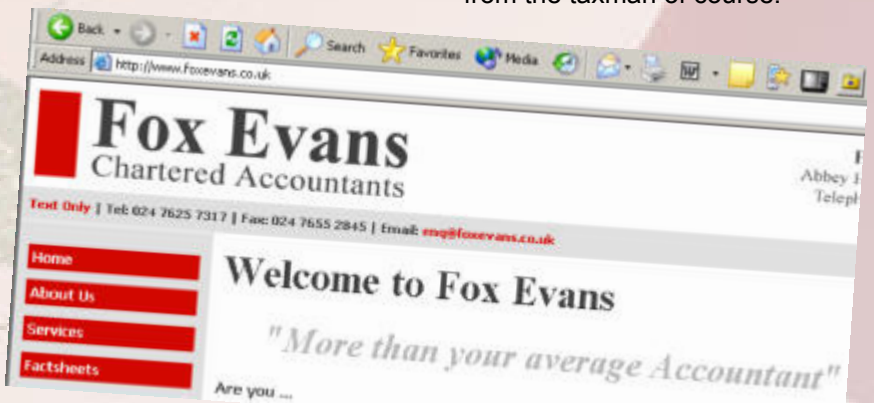 from the taxman of course.
Back Search Favorites Media
Address http://www.foxevans.co.uk
Fox Evans
Chartered Accountants
Abbey
Text Only | Tel: 024 7625 7317 | Fax: 024 7655 2845 | Email: enq@foxevans.co.uk
Home
About Us
Services
Factsheets
Welcome to Fox Evans
"More than your average Accountant"
Are you ...